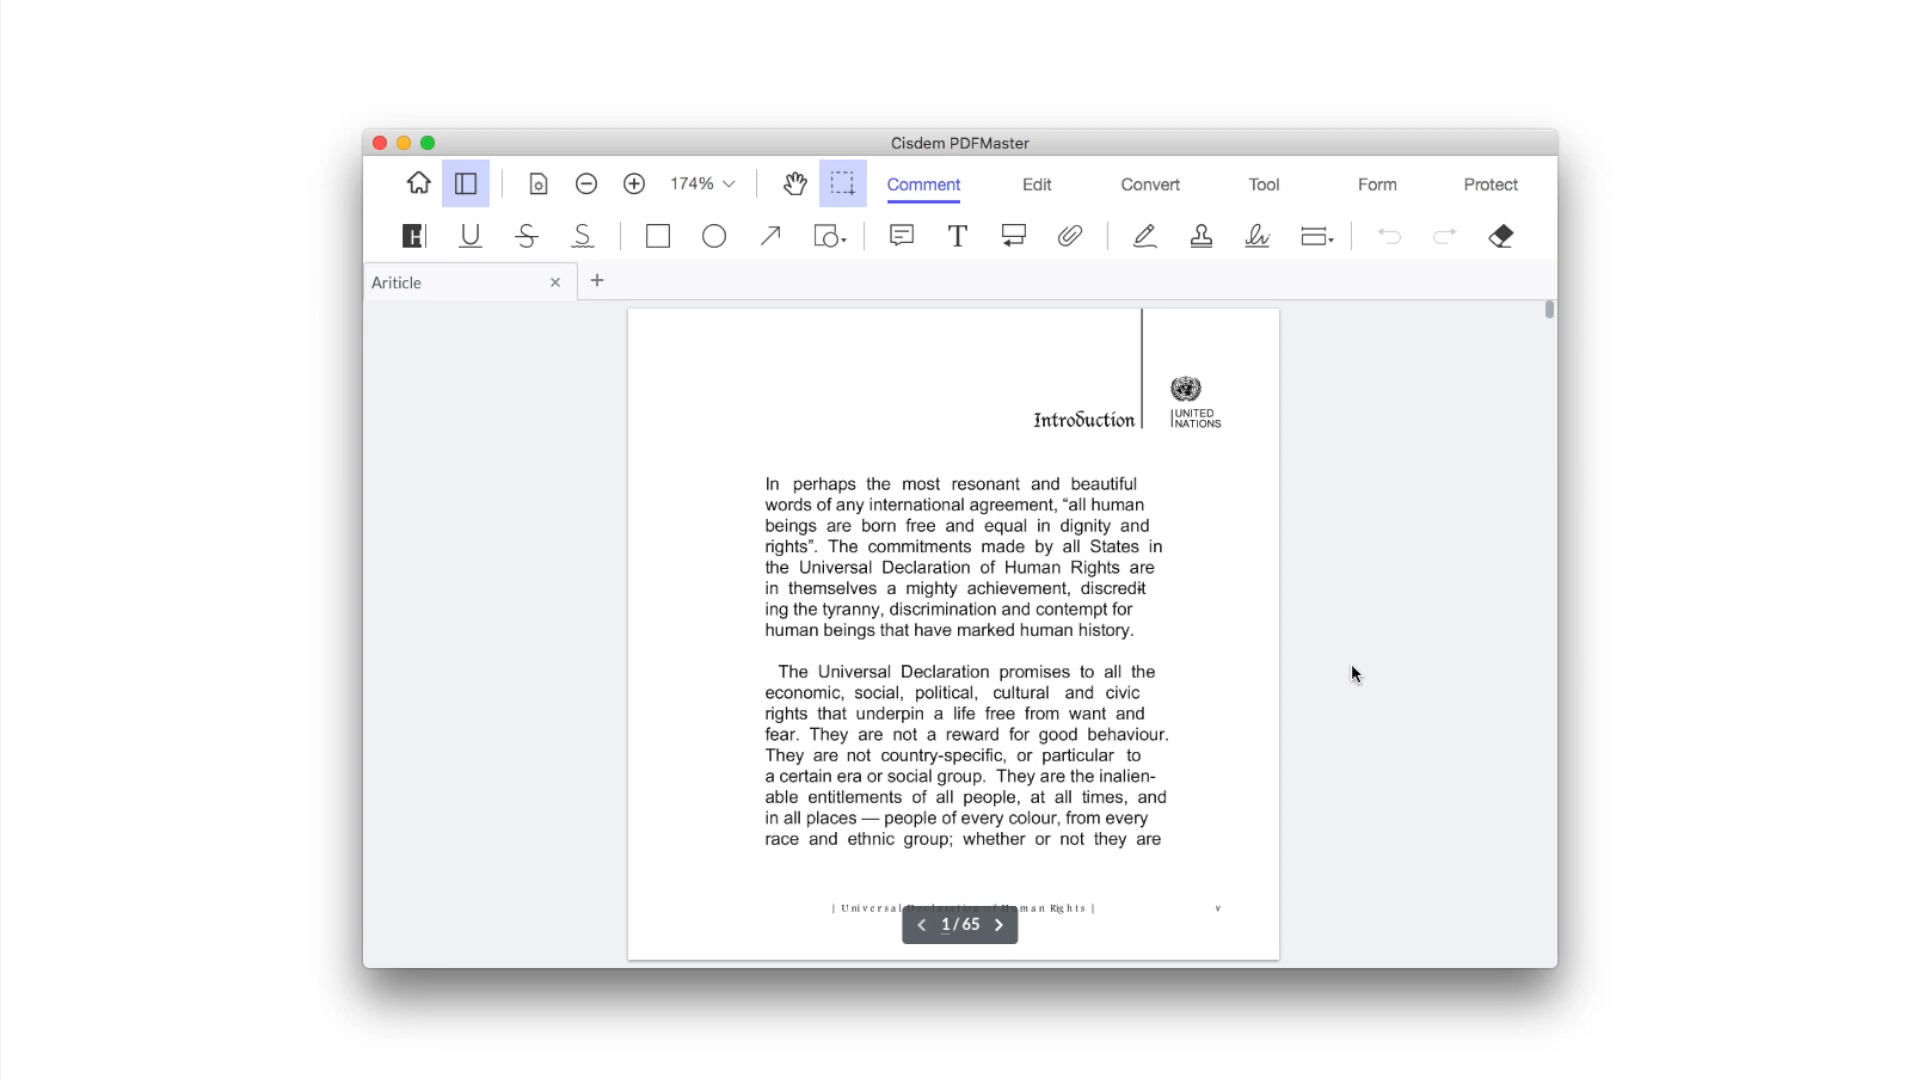 Cisdem PDFMaster
174%
Comment
Edit
Convert
Tool
Form
Protect
Ariticle
Introduction
UNITED
NATIONS
In perhaps the most resonant and beautiful
words of any international agreement, “all human
beings are born free and equal in dignity and
rights”. The commitments made by all States in
the Universal Declaration of Human Rights are
in themselves a mighty achievement, discredit
ing the tyranny, discrimination and contempt for
human beings that have marked human history.
The Universal Declaration promises to all the
economic, social, political, cultural and civic
rights that underpin a life free from want and
fear. They are not a reward for good behaviour.
They are not country-specific, or particular to
a certain era or social group. They are the inalien-
able entitlements of all people, at all times, and
in all places — people of every colour, from every
race and ethnic group; whether or not they are
| Universal Declaration of Human Rights |
v
1/65